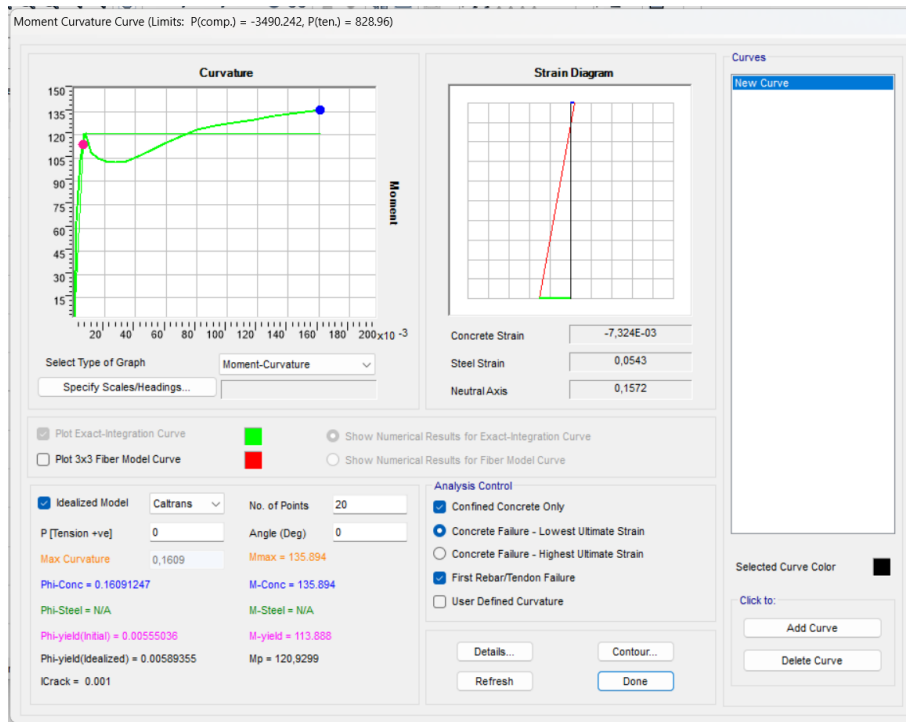 Moment Curvature Curve (Limits: P(comp.) = -3490.242, P(ten.) = 828.96)
Curvature
150
135
120
105
90
75
60
45
30
15
Moment
20 40 60 80 100 120 140 160 180 200 x10 -3
Select Type of Graph Moment-Curvature
Specify Scales/Headings...
Strain Diagram
Concrete Strain -7,324E-03
Steel Strain 0,0543
Neutral Axis 0,1572
Plot Exact-Integration Curve Show Numerical Results for Exact-Integration Curve
Plot 3x3 Fiber Model Curve Show Numerical Results for Fiber Model Curve
Idealized Model Caltrans No. of Points 20
P [Tension +ve] 0 Angle (Deg) 0
Max Curvature 0,1609 Mmax = 135.894
Phi-Conc = 0.16091247 M-Conc = 135.894
Phi-Steel = N/A M-Steel = N/A
Phi-yield(Initial) = 0.00555036 M-yield = 113.888
Phi-yield(Idealized) = 0.00589355 Mp = 120,9299
ICrack = 0.001
Analysis Control
Confined Concrete Only
Concrete Failure - Lowest Ultimate Strain
Concrete Failure - Highest Ultimate Strain
First Rebar/Tendon Failure
User Defined Curvature
Details... Contour...
Refresh Done
Curves
New Curve
Selected Curve Color
Click to:
Add Curve
Delete Curve